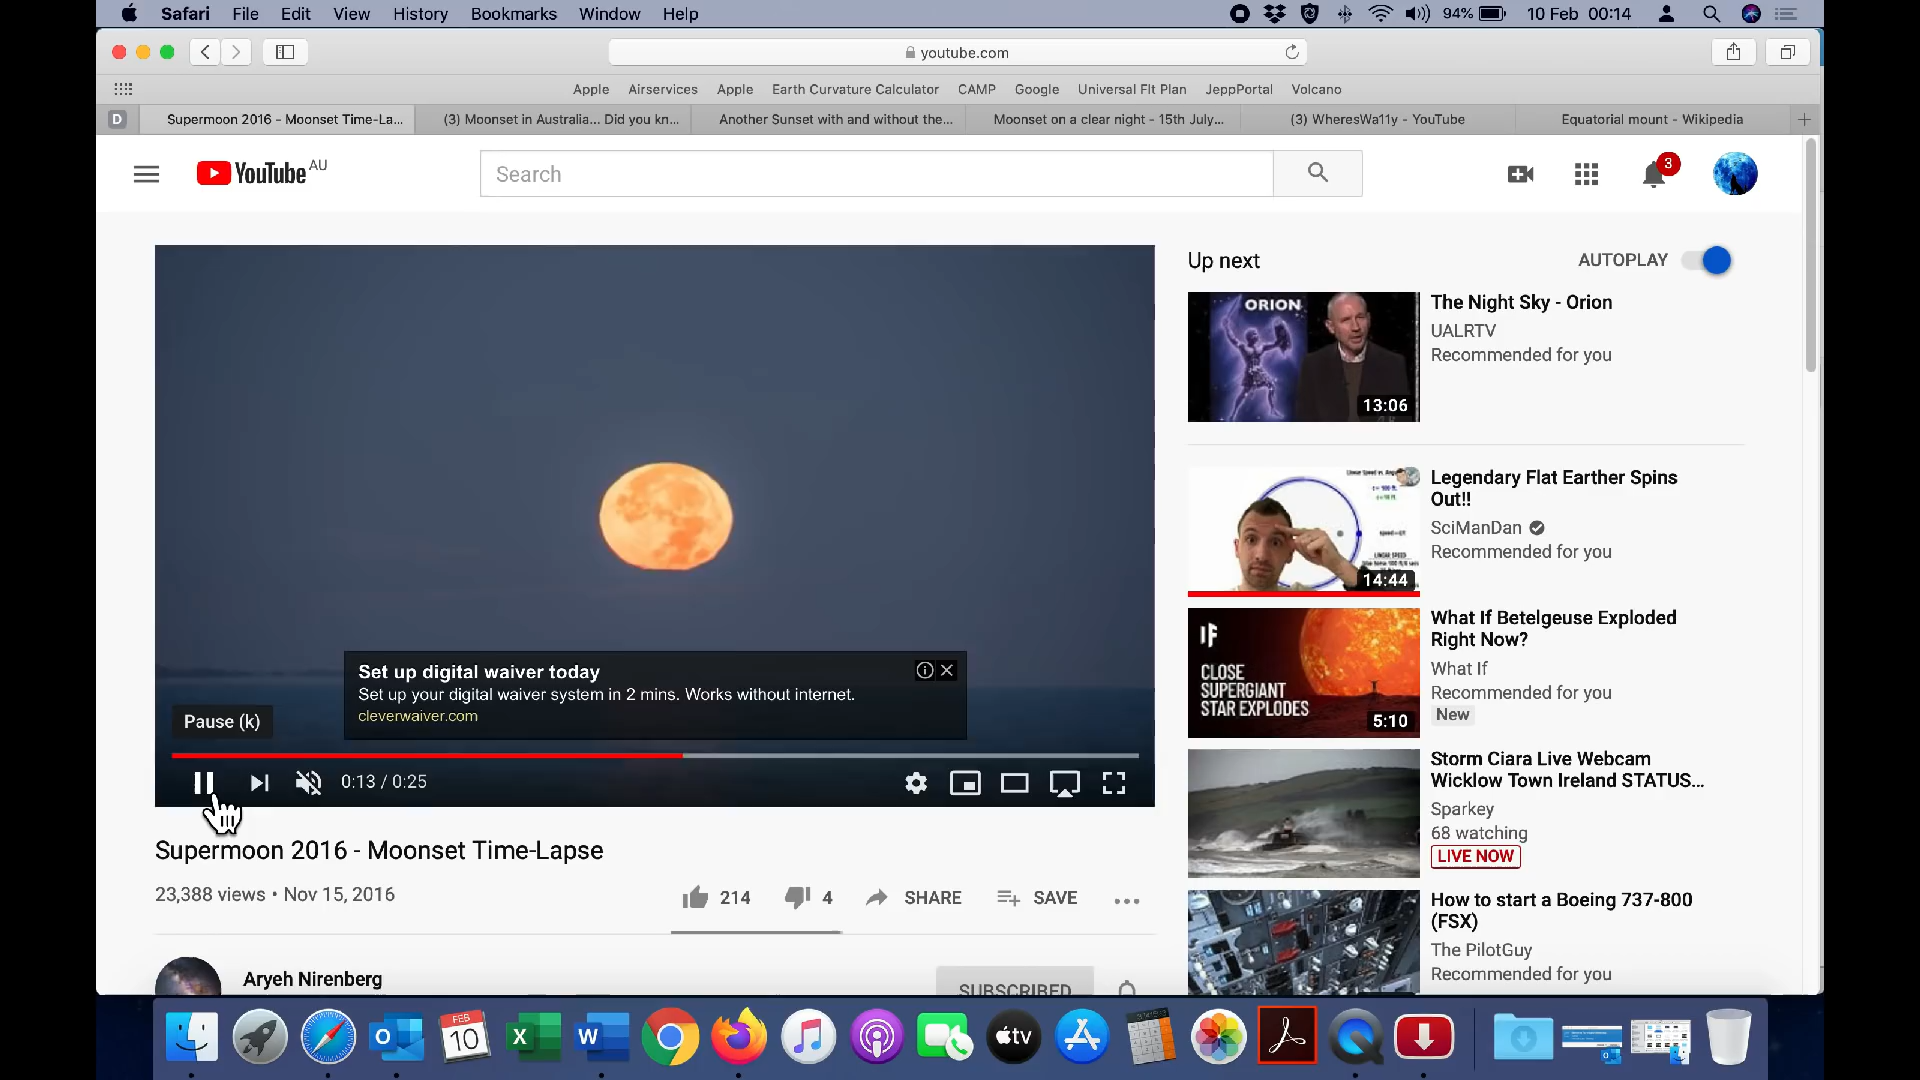 Safari File Edit View History Bookmarks Window Help 94% 10 Feb 00:14
youtube.com
Apple Airservices Apple Earth Curvature Calculator CAMP Google Universal Flt Plan JeppPortal Volcano
D Supermoon 2016 - Moonset Time-La... (3) Moonset in Australia... Did you kn... Another Sunset with and without the... Moonset on a clear night - 15th July... (3) WheresWa11y - YouTube Equatorial mount - Wikipedia
YouTube AU
Search
3
Up next
AUTOPLAY
ORION
13:06
The Night Sky - Orion
UALRTV
Recommended for you
14:44
Legendary Flat Earther Spins
Out!!
SciManDan
Recommended for you
IF
CLOSE
SUPERGIANT
STAR EXPLODES
5:10
What If Betelgeuse Exploded
Right Now?
What If
Recommended for you
New
Storm Ciara Live Webcam
Wicklow Town Ireland STATUS...
Sparkey
68 watching
LIVE NOW
How to start a Boeing 737-800
(FSX)
The PilotGuy
Recommended for you
Set up digital waiver today
Set up your digital waiver system in 2 mins. Works without internet.
cleverwaiver.com
Pause (k)
0:13 / 0:25
Supermoon 2016 - Moonset Time-Lapse
23,388 views • Nov 15, 2016
214 4 SHARE SAVE
Aryeh Nirenberg
SUBSCRIBED
FEB
10
tv